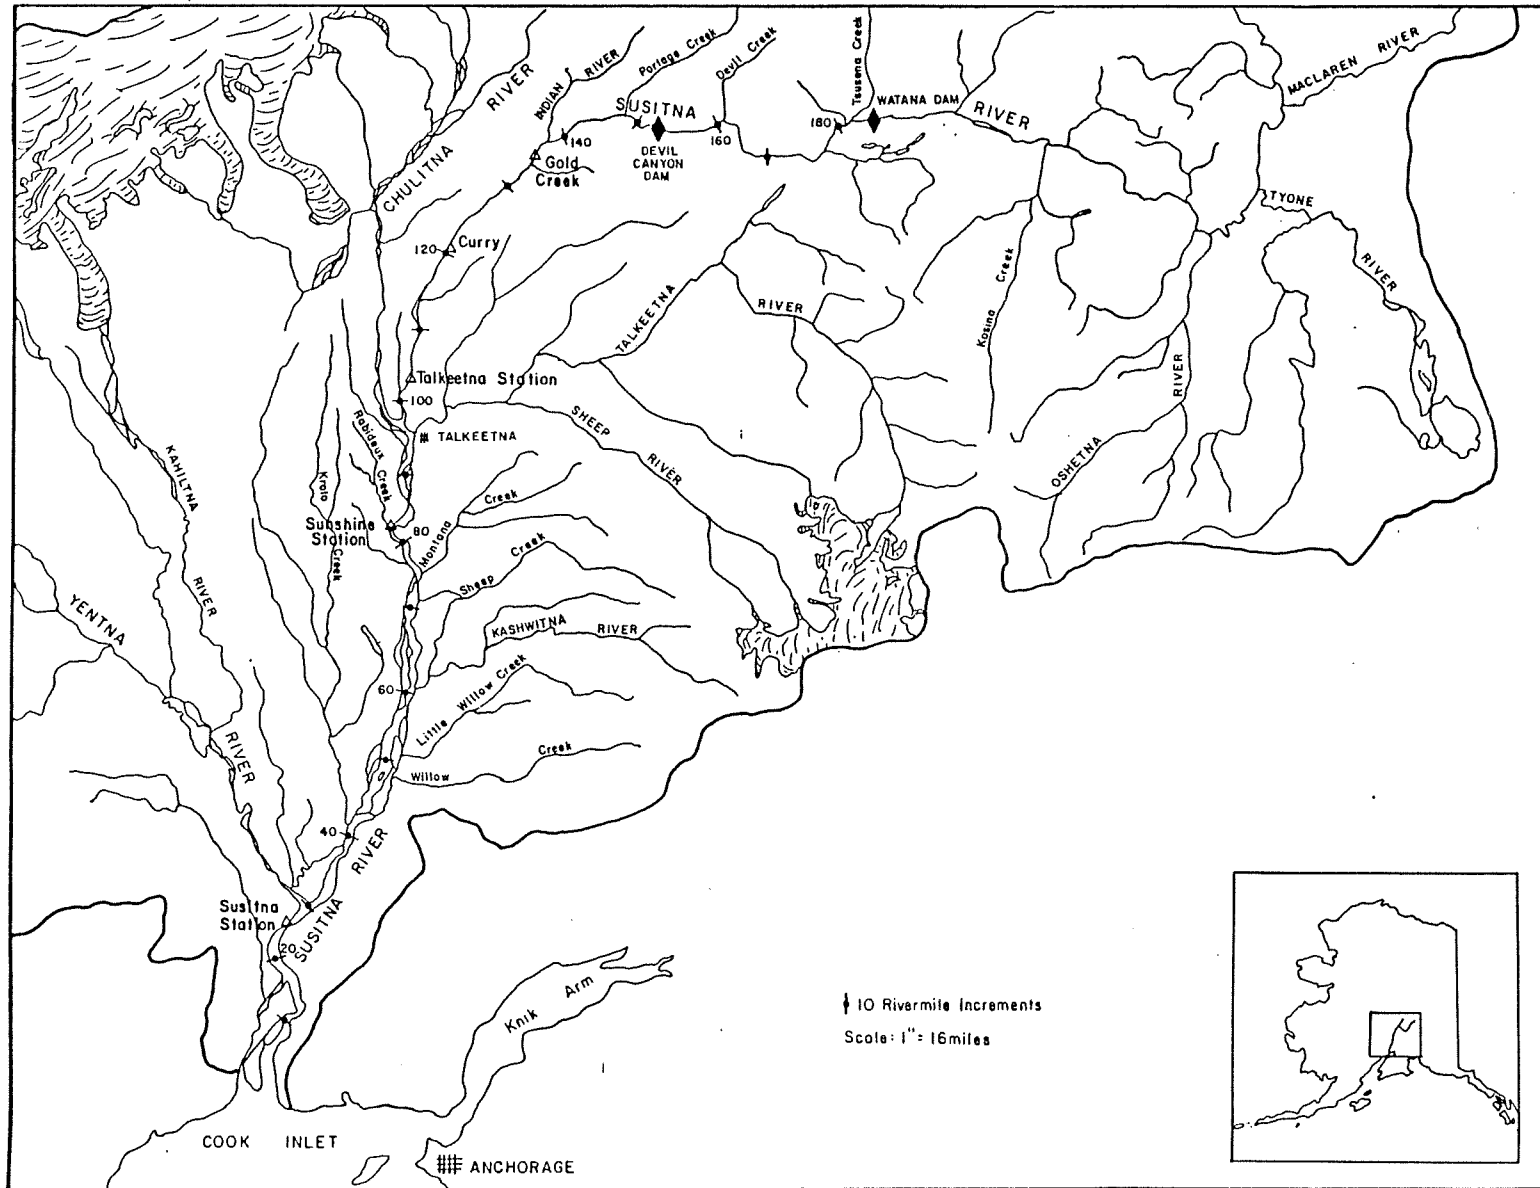 CHULITNA
RIVER
INDIAN RIVER
Portage Creek
Devil Creek
Tsusena Creek
MACLAREN RIVER
SUSITNA
RIVER
WATANA DAM
180
160
140
DEVIL
CANYON
DAM
Gold
Creek
TYONE
RIVER
120
Curry
TALKEETNA
RIVER
Kosina Creek
RIVER
OSHETNA
Talkeetna Station
100
TALKEETNA
SHEEP
RIVER
Rabideux
Creek
KAHILTNA
RIVER
Kroto
Creek
Sunshine
Station
80
Montana
Creek
Sheep Creek
YENTNA
RIVER
KASHWITNA RIVER
60
Little Willow Creek
Willow Creek
40
RIVER
SUSITNA
Susitna
Station
20
Knik Arm
10 Rivermile Increments
Scale: 1" = 16miles
COOK INLET
ANCHORAGE